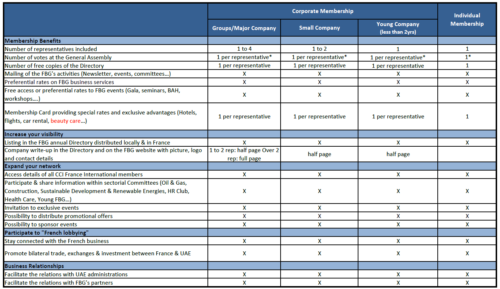 Corporate Membership
Individual
Membership
Groups/Major Company
Small Company
Young Company
(less than 2yrs)
Membership Benefits
Number of representatives included 1 to 4 1 to 2 1 1
Number of votes at the General Assembly 1 per representative* 1 per representative* 1 per representative* 1*
Number of free copies of the Directory 1 per representative 1 per representative 1 per representative 1
Mailing of the FBG's activities (Newsletter, events, committees...) X X X X
Preferential rates on FBG business services X X X X
Free access or preferential rates to FBG events (Gala, seminars, BAH,
workshops....) X X X X
Membership Card providing special rates and exclusive advantages (Hotels,
flights, car rental, beauty care...) 1 per representative 1 per representative 1 per representative 1
Increase your visibility
Listing in the FBG annual Directory distributed locally & in France X X X X
Company write-up in the Directory and on the FBG website with picture, logo
and contact details 1 to 2 rep: half page Over 2
rep: full page half page half page
Expand your network
Access details of all CCI France International members X X X X
Participate & share information within sectorial Committees (Oil & Gas,
Construction, Sustainable Development & Renewable Energies, HR Club,
Health Care, Young FBG...) X X X X
Invitation to exclusive events X X X X
Possibility to distribute promotional offers X X X X
Possibility to sponsor events X X X X
Participate to "French lobbying"
Stay connected with the French business X X X X
Promote bilateral trade, exchanges & investment between France & UAE X X X X
Business Relationships
Facilitate the relations with UAE administrations X X X X
Facilitate the relations with FBG's partners X X X X